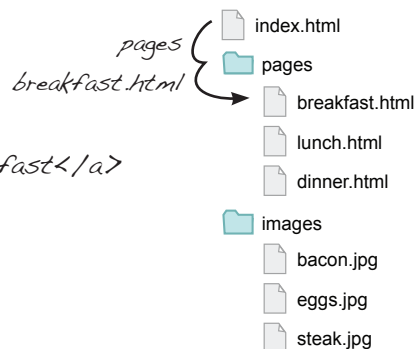 pages
breakfast.html
fast</a>
index.html
pages
breakfast.html
lunch.html
dinner.html
images
bacon.jpg
eggs.jpg
steak.jpg